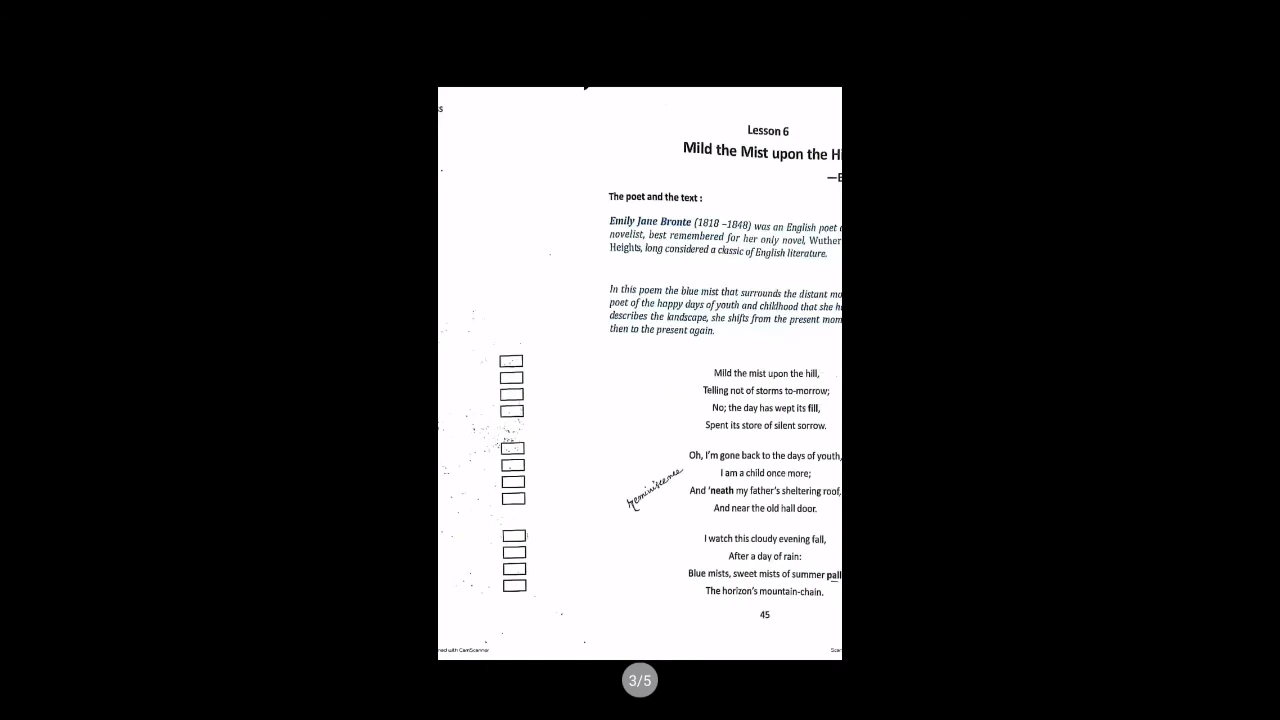 s
Lesson 6
Mild the Mist upon the Hi
—E
The poet and the text :
Emily Jane Bronte (1818 –1848) was an English poet
novelist, best remembered for her only novel, Wuther
Heights, long considered a classic of English literature.
In this poem the blue mist that surrounds the distant mo
poet of the happy days of youth and childhood that she h
describes the landscape, she shifts from the present mom
then to the present again.
Mild the mist upon the hill,
Telling not of storms to-morrow;
No; the day has wept its fill,
Spent its store of silent sorrow.
Oh, I'm gone back to the days of youth,
I am a child once more;
And 'neath my father's sheltering roof,
And near the old hall door.
Reminiscence
I watch this cloudy evening fall,
After a day of rain:
Blue mists, sweet mists of summer pall
The horizon's mountain-chain.
45
ned with CamScanner
Scan
3/5